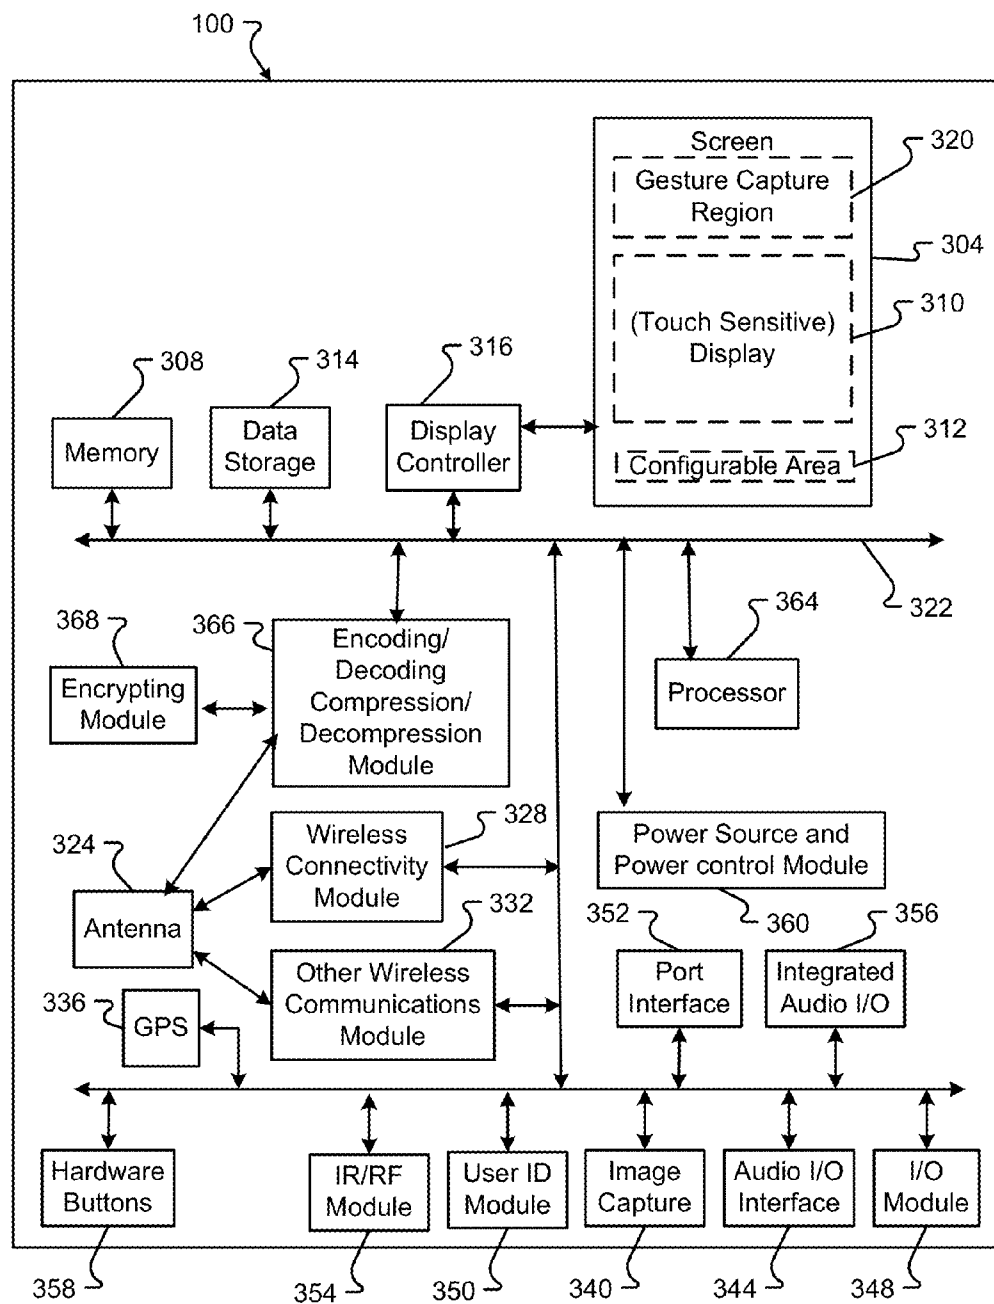 100
Screen
Gesture Capture
Region
320
304
(Touch Sensitive)
Display
310
308
314
316
Memory
Data
Storage
Display
Controller
312
Configurable Area
322
368
366
364
Encrypting
Module
Encoding/
Decoding
Compression/
Decompression
Module
Processor
324
Wireless
Connectivity
Module
328
Power Source and
Power control Module
Antenna
332
352
360
356
336
GPS
Other Wireless
Communications
Module
Port
Interface
Integrated
Audio I/O
Hardware
Buttons
IR/RF
Module
User ID
Module
Image
Capture
Audio I/O
Interface
I/O
Module
358
354
350
340
344
348